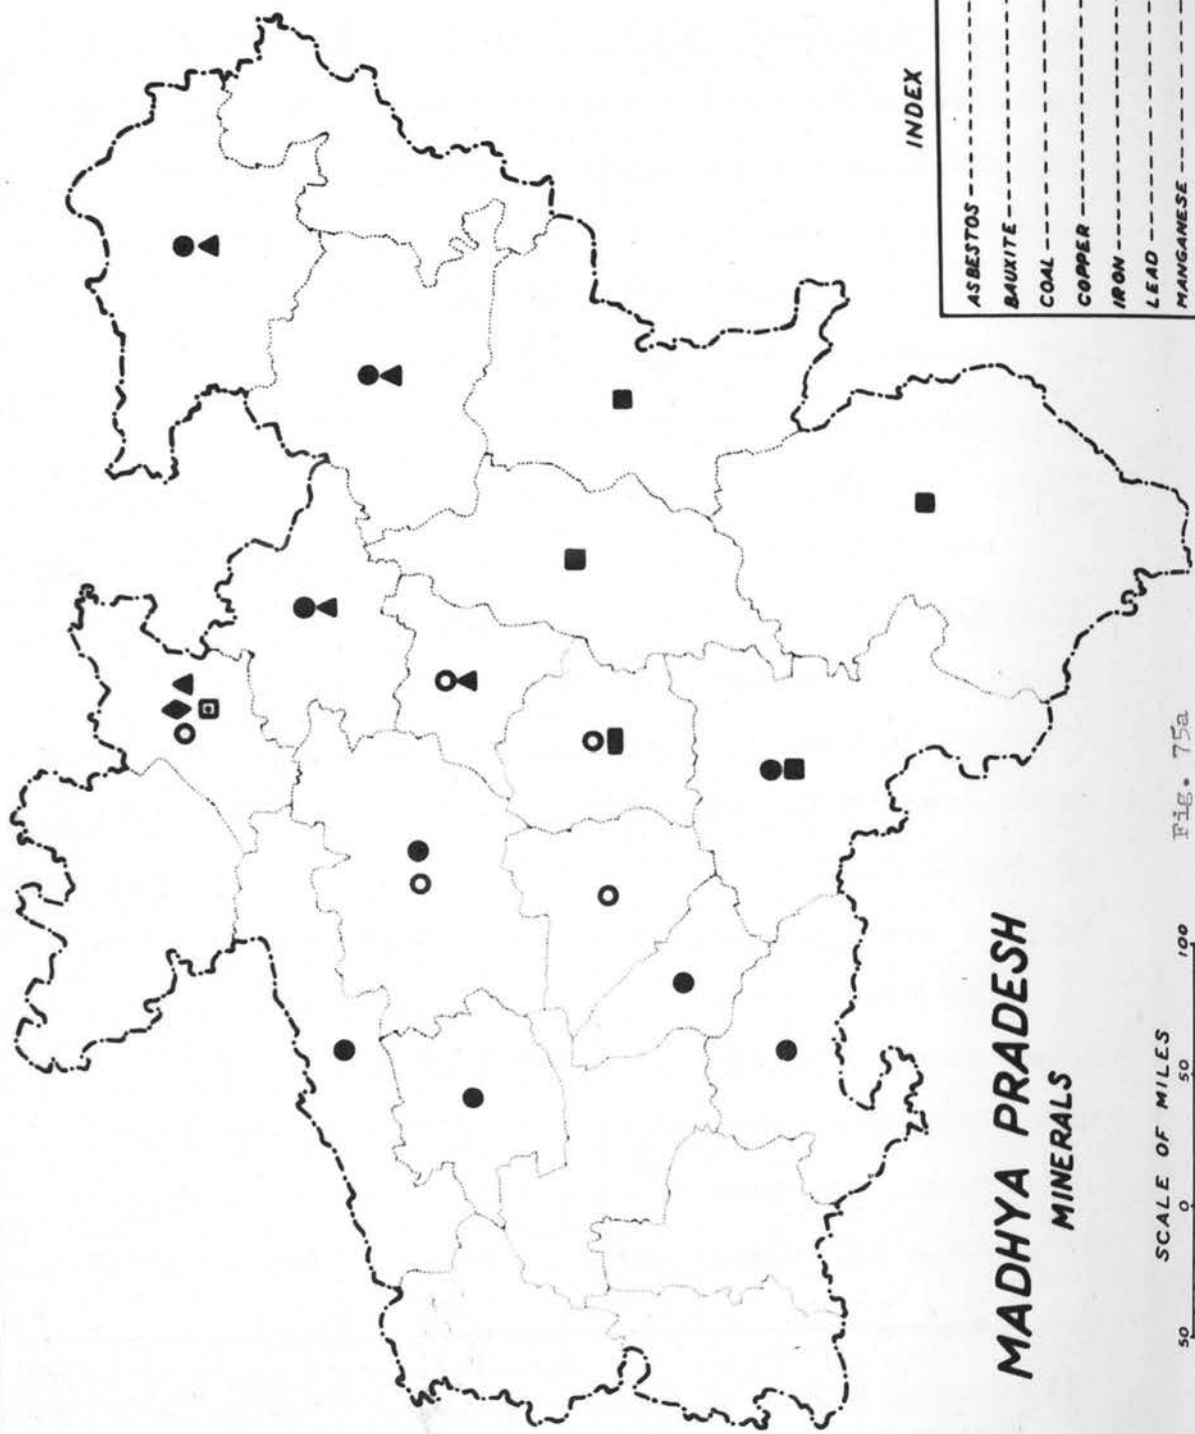 INDEX
ASBESTOS
BAUXITE
COAL
COPPER
IRON
LEAD
MANGANESE
MADHYA PRADESH
MINERALS
SCALE OF MILES
50 0 50 100
Fig. 75a